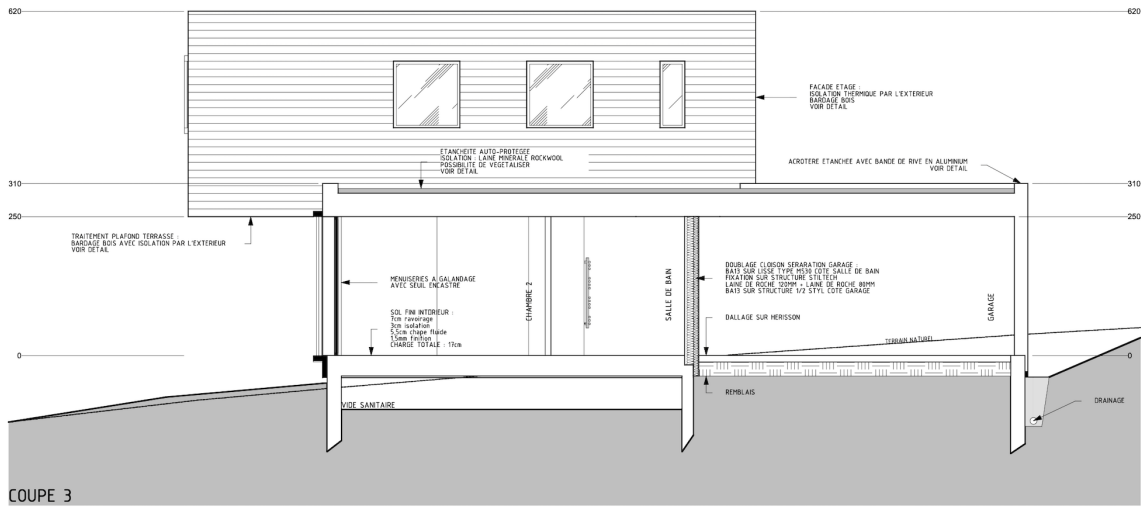 620
620
FACADE ETAGE :
ISOLATION THERMIQUE PAR L'EXTERIEUR
BARDAGE BOIS
VOIR DETAIL
ETANCHEITE AUTO-PROTEGEE
ISOLATION : LAINE MINERALE ROCKWOOL
POSSIBILITE DE VEGETALISER
VOIR DETAIL
ACROTERE ETANCHEE AVEC BANDE DE RIVE EN ALUMINIUM
VOIR DETAIL
310
310
250
250
TRAITEMENT PLAFOND TERRASSE :
BARDAGE BOIS AVEC ISOLATION PAR L'EXTERIEUR
VOIR DETAIL
MENUISERIES A GALANDAGE
AVEC SEUIL ENCASTRE
CHAMBRE 2
SALLE DE BAIN
DOUBLAGE CLOISON SERARATION GARAGE :
BA13 SUR LISSE TYPE M530 COTE SALLE DE BAIN
FIXATION SUR STRUCTURE STILTECH
LAINE DE ROCHE 120MM + LAINE DE ROCHE 80MM
BA13 SUR STRUCTURE 1/2 STYL COTE GARAGE
GARAGE
SOL FINI INTERIEUR :
7cm ravoirage
3cm isolation
5,5cm chape fluide
1,5mm finition
CHARGE TOTALE : 17cm
DALLAGE SUR HERISSON
TERRAIN NATUREL
0
0
REMBLAIS
VIDE SANITAIRE
DRAINAGE
COUPE 3